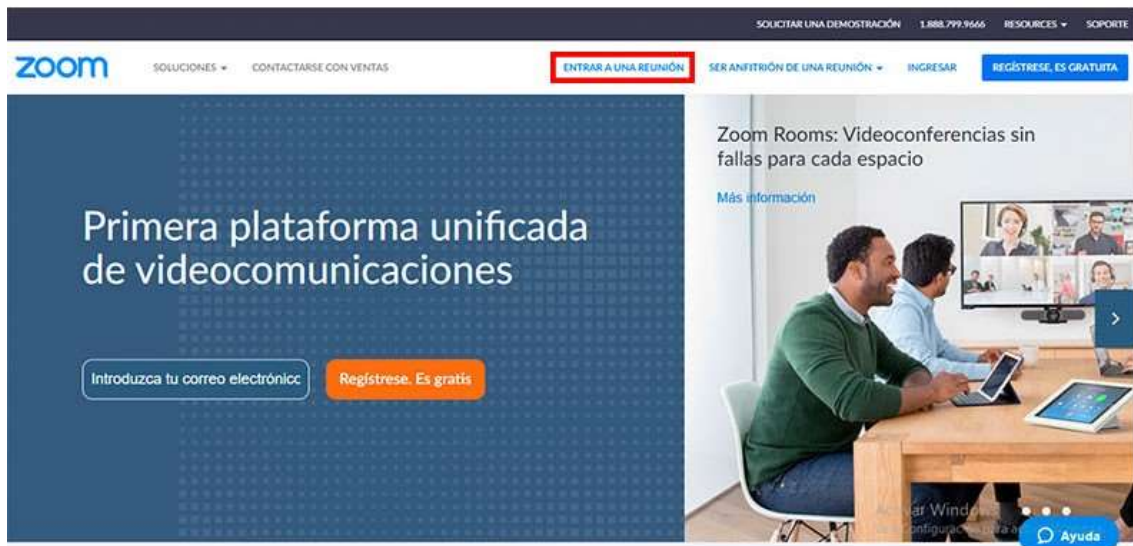 SOLICITAR UNA DEMOSTRACIÓN 1.888.799.9666 RESOURCES SOPORTE
zoom SOLUCIONES CONTACTARSE CON VENTAS ENTRAR A UNA REUNIÓN SER ANFITRIÓN DE UNA REUNIÓN INGRESAR REGÍSTRESE, ES GRATUITA
Zoom Rooms: Videoconferencias sin
fallas para cada espacio
Más información
Primera plataforma unificada
de videocomunicaciones
Introduzca tu correo electrónicc Regístrese. Es gratis
Ayuda